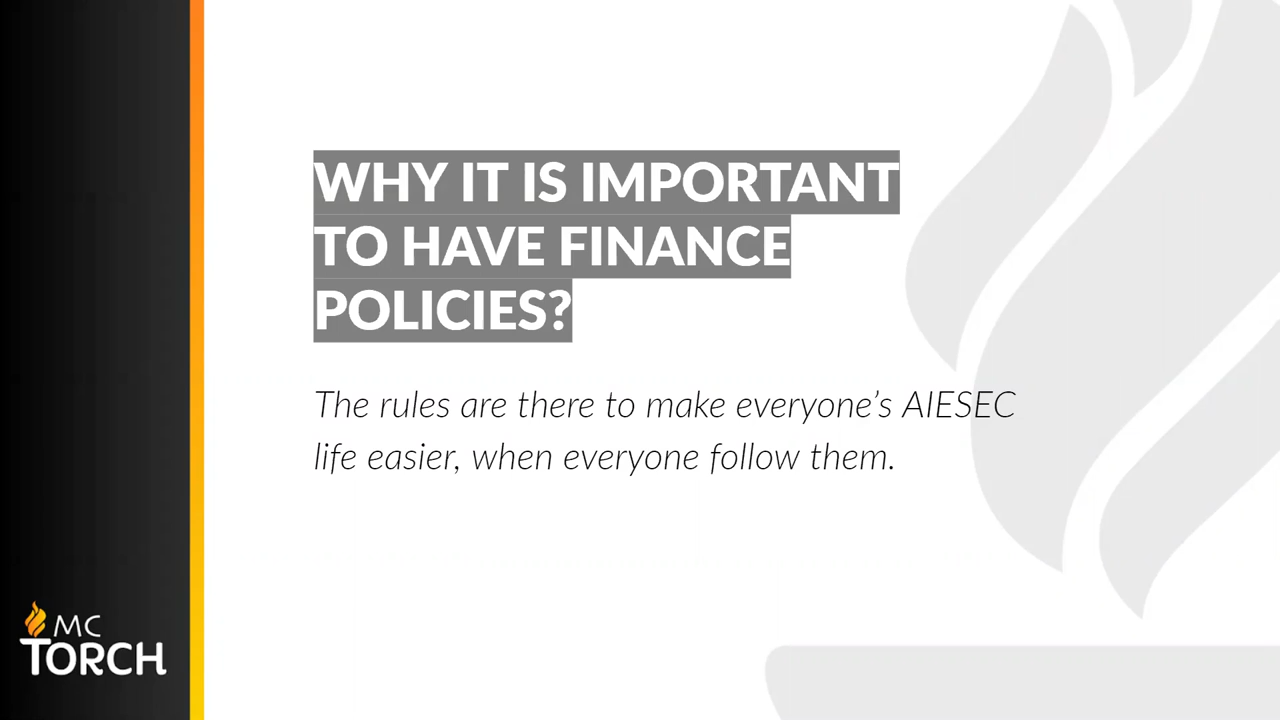 WHY IT IS IMPORTANT
TO HAVE FINANCE
POLICIES?
The rules are there to make everyone’s AIESEC
life easier, when everyone follow them.
MC
TORCH